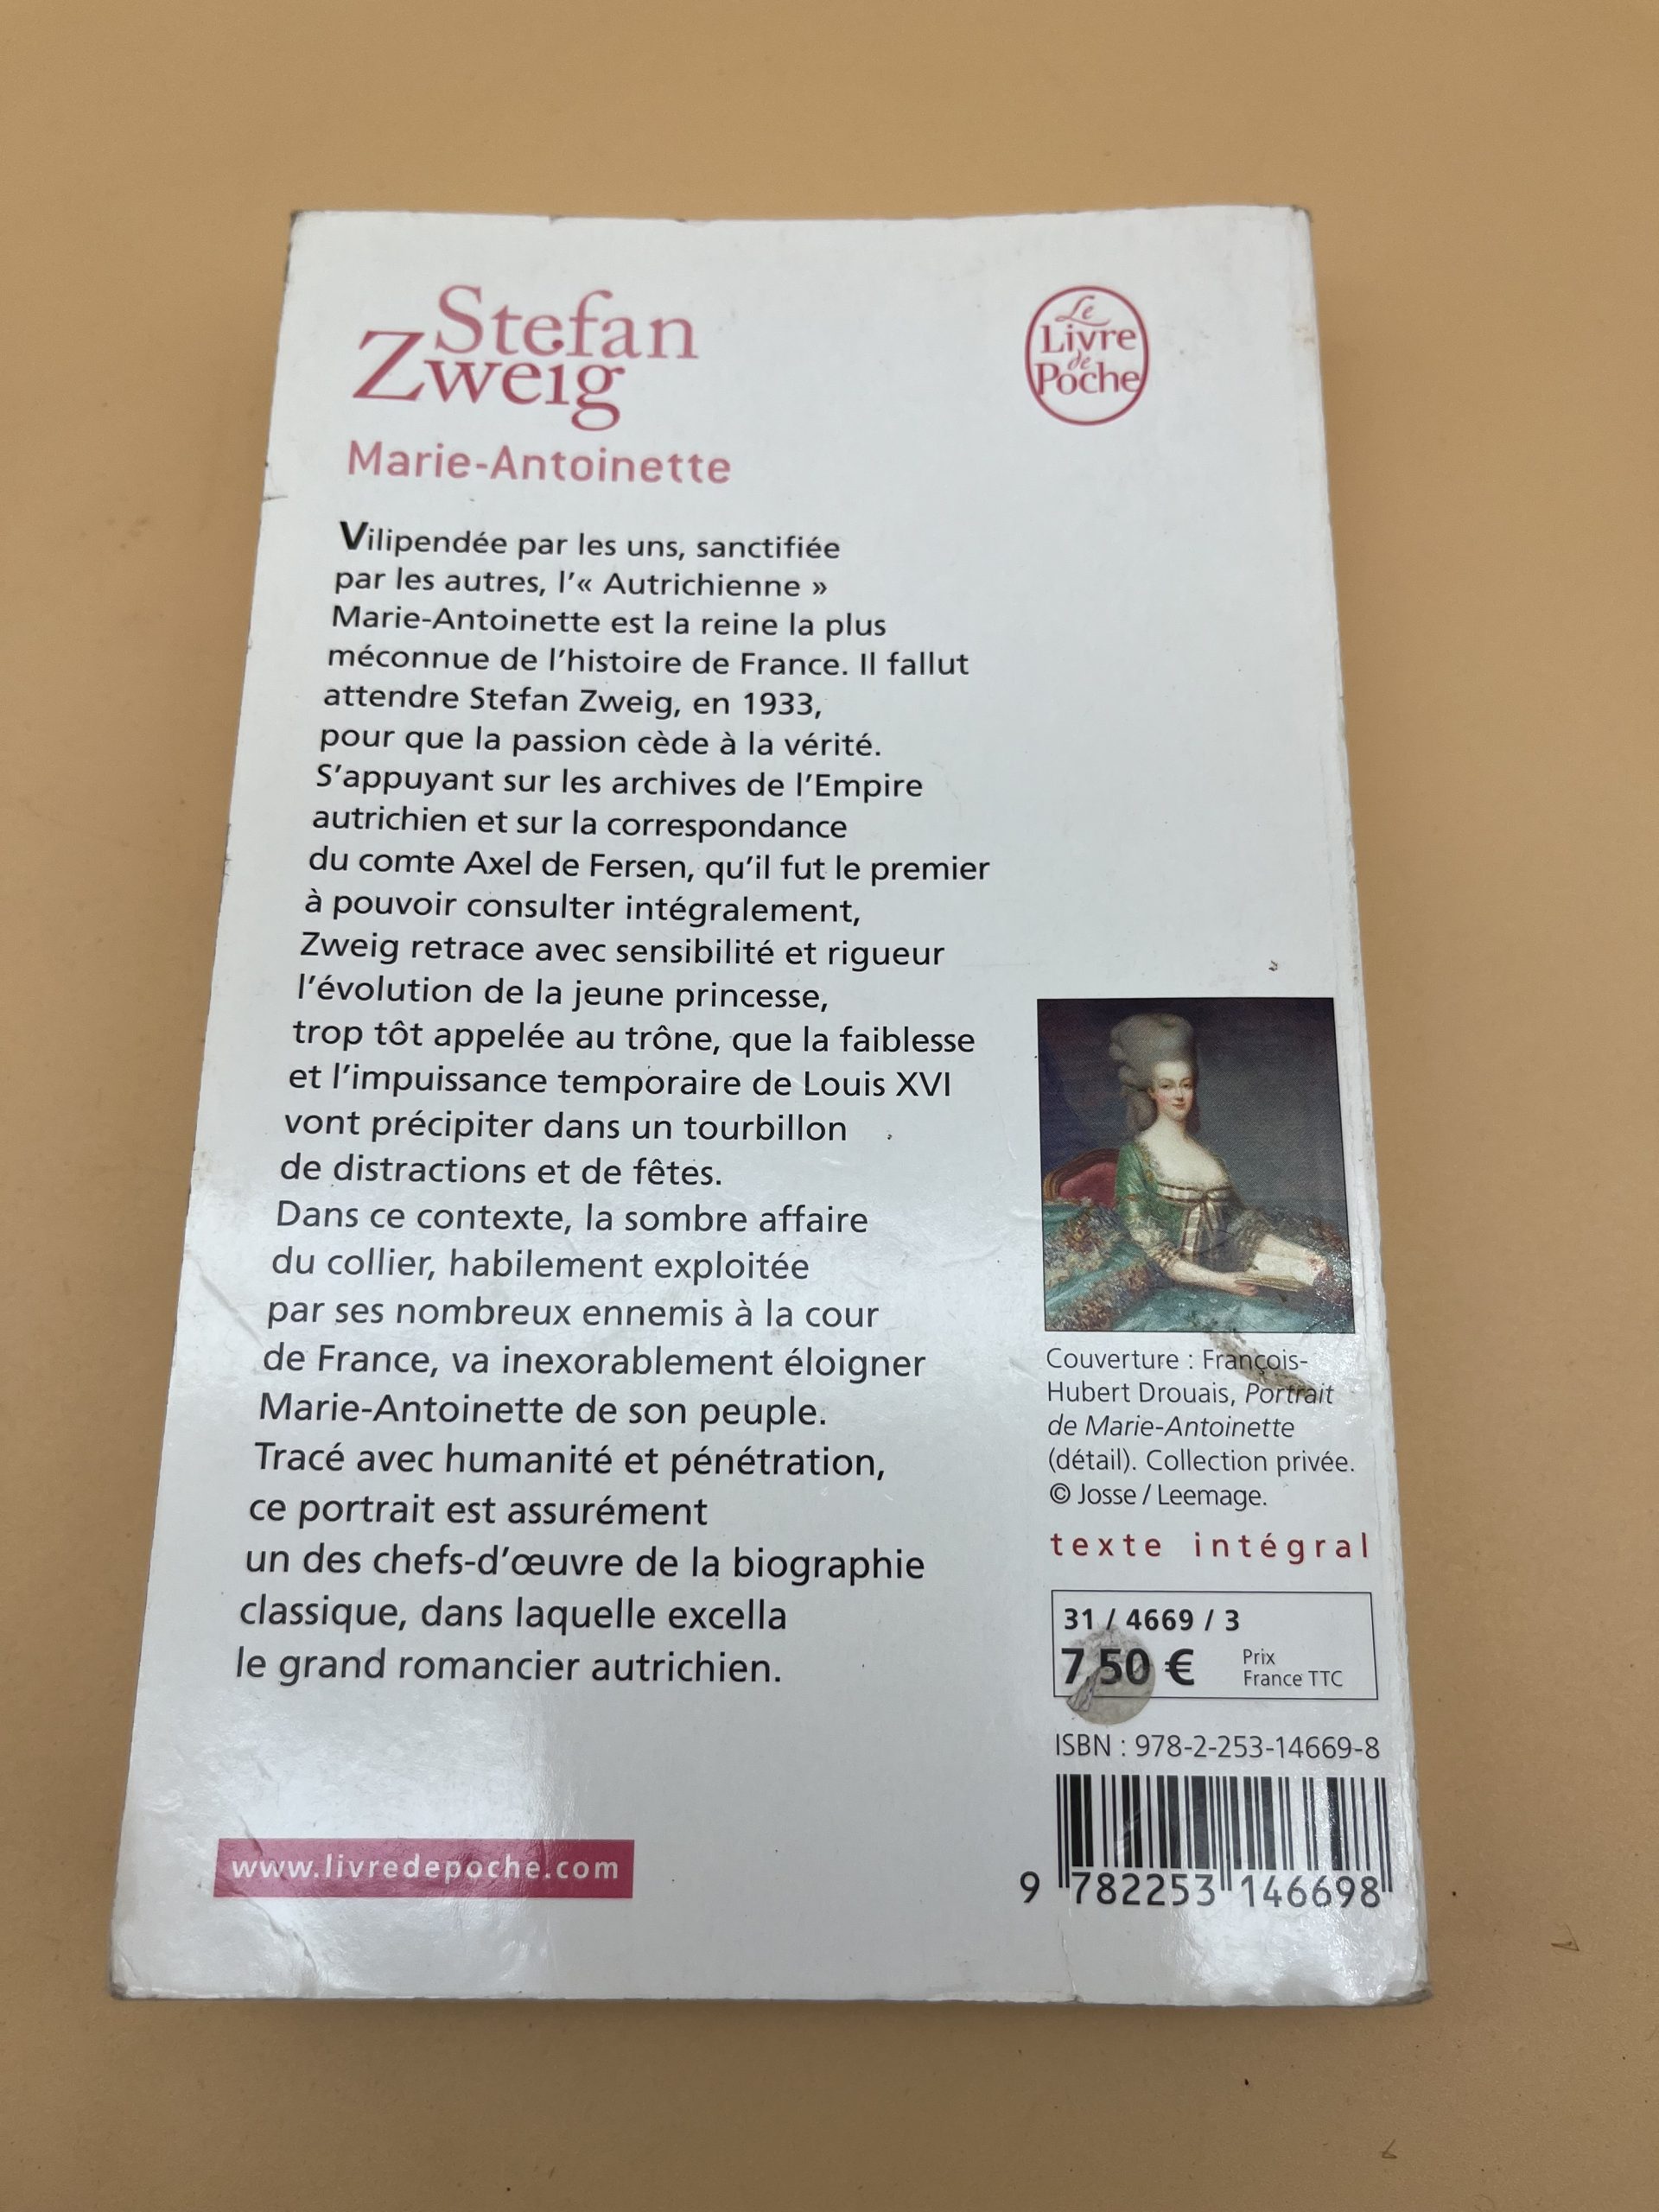 Stefan
Zweig
Le
Livre
de
Poche
Marie-Antoinette
Vilipendée par les uns, sanctifiée
par les autres, l'« Autrichienne »
Marie-Antoinette est la reine la plus
méconnue de l'histoire de France. Il fallut
attendre Stefan Zweig, en 1933,
pour que la passion cède à la vérité.
S'appuyant sur les archives de l'Empire
autrichien et sur la correspondance
du comte Axel de Fersen, qu'il fut le premier
à pouvoir consulter intégralement,
Zweig retrace avec sensibilité et rigueur
l'évolution de la jeune princesse,
trop tôt appelée au trône, que la faiblesse
et l'impuissance temporaire de Louis XVI
vont précipiter dans un tourbillon
de distractions et de fêtes.
Dans ce contexte, la sombre affaire
du collier, habilement exploitée
par ses nombreux ennemis à la cour
de France, va inexorablement éloigner
Marie-Antoinette de son peuple.
Tracé avec humanité et pénétration,
ce portrait est assurément
un des chefs-d'œuvre de la biographie
classique, dans laquelle excella
le grand romancier autrichien.
Couverture : François-
Hubert Drouais, Portrait
de Marie-Antoinette
(détail). Collection privée.
© Josse / Leemage.
texte intégral
31 / 4669 / 3
7,50 €
Prix
France TTC
ISBN : 978-2-253-14669-8
9 782253 146698
www.livredepoche.com